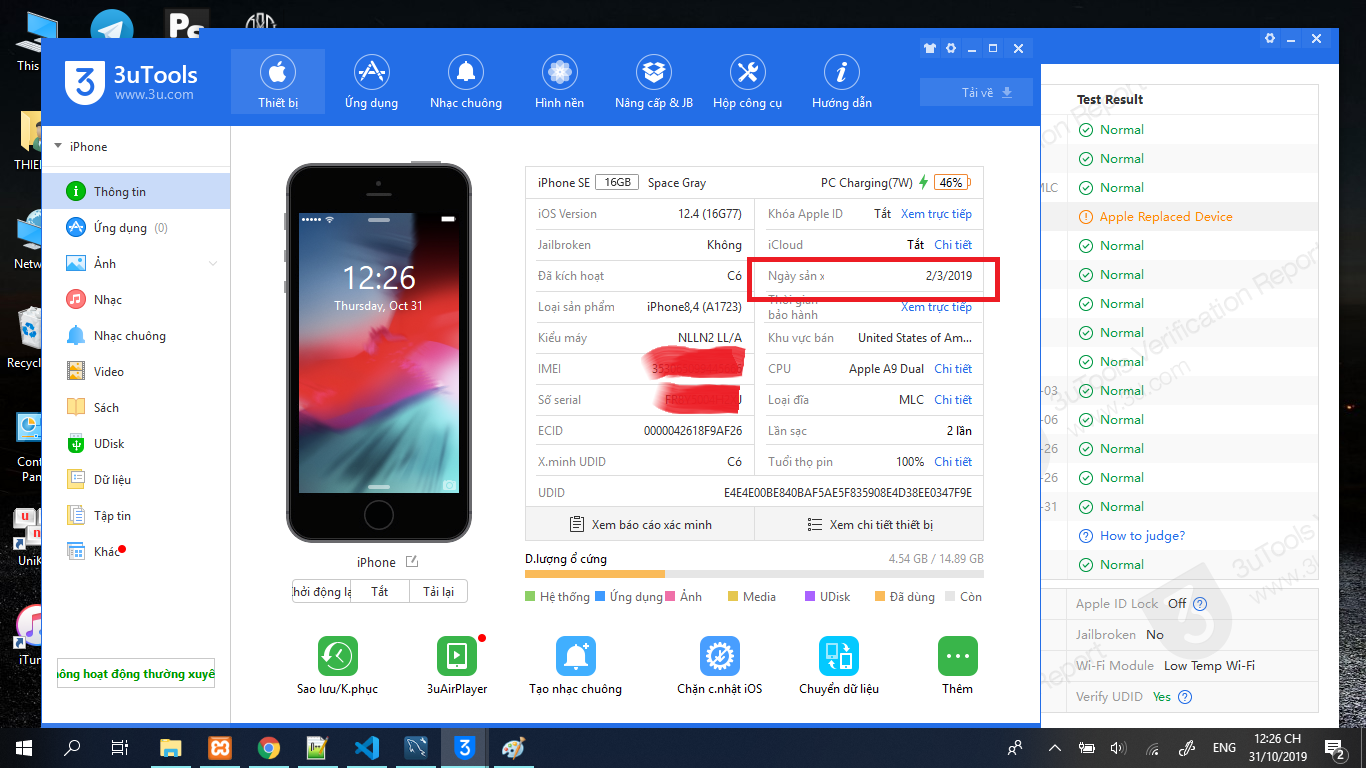 This
THIEN
Netw
Recycl
Cont
Pan
UniK
iTun
3
3uTools
www.3u.com
Thiết bị
Ứng dụng
Nhạc chuông
Hình nền
Nâng cấp & JB
Hộp công cụ
Hướng dẫn
Tải về
iPhone
Thông tin
Ứng dụng (0)
Ảnh
Nhạc
Nhạc chuông
Video
Sách
UDisk
Dữ liệu
Tập tin
Khác
ông hoạt động thường xuyê
12:26
Thursday, Oct 31
iPhone
hởi động lạ
Tắt
Tải lại
iPhone SE 16GB Space Gray PC Charging(7W) 46%
iOS Version 12.4 (16G77) Khóa Apple ID Tắt Xem trực tiếp
Jailbroken Không iCloud Tắt Chi tiết
Đã kích hoạt Có Ngày sản x 2/3/2019
Loại sản phẩm iPhone8,4 (A1723) Thời gian bảo hành Xem trực tiếp
Kiểu máy NLLN2 LL/A Khu vực bán United States of Am...
IMEI CPU Apple A9 Dual Chi tiết
Số serial Loại đĩa MLC Chi tiết
ECID 0000042618F9AF26 Lần sạc 2 lần
X.minh UDID Có Tuổi thọ pin 100% Chi tiết
UDID E4E4E00BE840BAF5AE5F835908E4D38EE0347F9E
Xem báo cáo xác minh Xem chi tiết thiết bị
D.lượng ổ cứng 4.54 GB / 14.89 GB
Hệ thống Ứng dụng Ảnh Media UDisk Đã dùng Còn
Sao lưu/K.phục
3uAirPlayer
Tạo nhạc chuông
Chặn c.nhật iOS
Chuyển dữ liệu
Thêm
Test Result
Normal
Normal
MLC Normal
Apple Replaced Device
Normal
Normal
Normal
Normal
Normal
-03 Normal
-06 Normal
-26 Normal
-26 Normal
-31 Normal
How to judge?
Normal
Apple ID Lock Off
Jailbroken No
Wi-Fi Module Low Temp Wi-Fi
Verify UDID Yes
3uTools Verification Report
www.3u.com
ENG
12:26 CH
31/10/2019
2